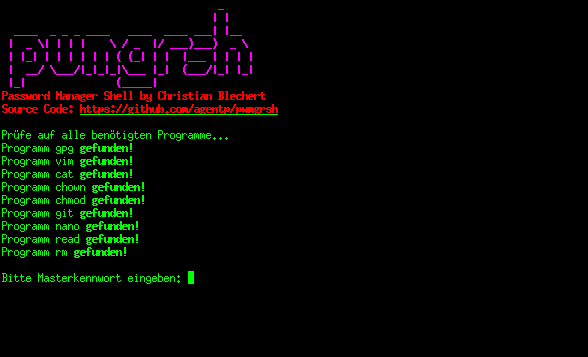 pwmgrsh
Password Manager Shell by Christian Blechert
Source Code: https://github.com/agentp/pwmgrsh
Prüfe auf alle benötigten Programme...
Programm gpg gefunden!
Programm vim gefunden!
Programm cat gefunden!
Programm chown gefunden!
Programm chmod gefunden!
Programm git gefunden!
Programm nano gefunden!
Programm read gefunden!
Programm rm gefunden!
Bitte Masterkennwort eingeben: